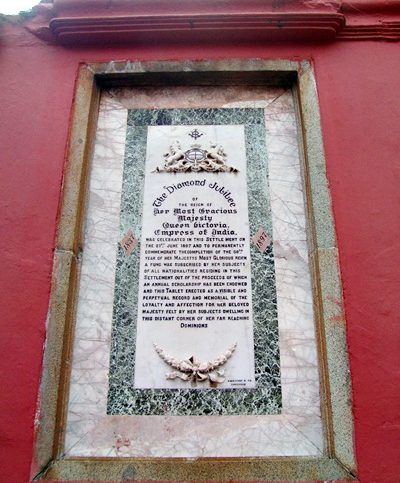 The Diamond Jubilee
OF
THE REIGN OF
Her Most Gracious
Majesty
Queen Victoria,
Empress of India,
WAS CELEBRATED IN THIS SETTLEMENT ON
THE 21ST JUNE 1897 AND TO PERMANENTLY
COMMEMORATE THE COMPLETION OF THE 60TH
YEAR OF HER MAJESTYS MOST GLORIOUS REIGN
A FUND WAS SUBSCRIBED BY HER SUBJECTS
OF ALL NATIONALITIES RESIDING IN THIS
SETTLEMENT OUT OF THE PROCEEDS OF WHICH
AN ANNUAL SCHOLARSHIP HAS BEEN ENDOWED
AND THIS TABLET ERECTED AS A VISIBLE AND
PERPETUAL RECORD AND MEMORIAL OF THE
LOYALTY AND AFFECTION FOR HER BELOVED
MAJESTY FELT BY HER SUBJECTS DWELLING IN
THIS DISTANT CORNER OF HER FAR REACHING
DOMINIONS
1837
1897